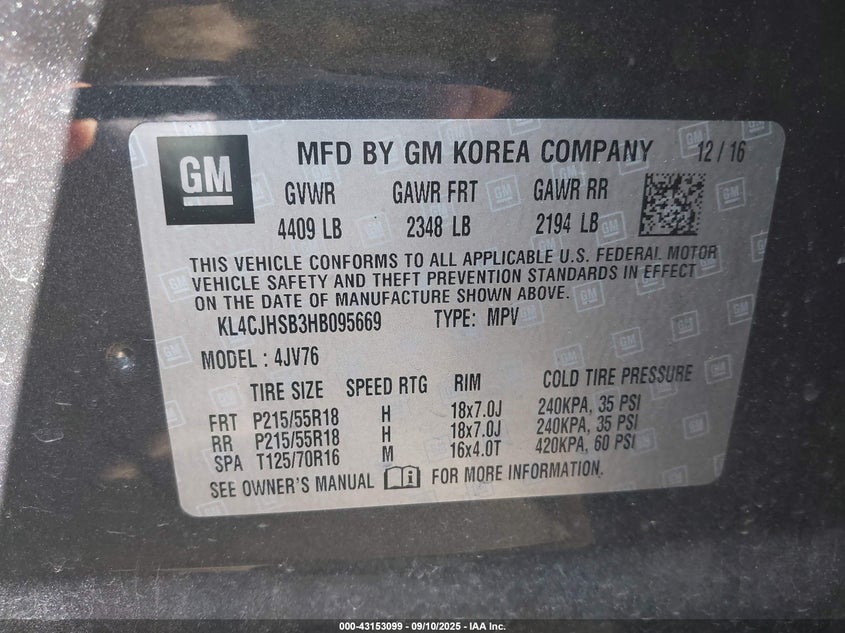 GM MFD BY GM KOREA COMPANY 12 / 16
GVWR GAWR FRT GAWR RR
4409 LB 2348 LB 2194 LB
THIS VEHICLE CONFORMS TO ALL APPLICABLE U.S. FEDERAL MOTOR
VEHICLE SAFETY AND THEFT PREVENTION STANDARDS IN EFFECT
ON THE DATE OF MANUFACTURE SHOWN ABOVE.
KL4CJHSB3HB095669 TYPE: MPV
MODEL : 4JV76
TIRE SIZE SPEED RTG RIM COLD TIRE PRESSURE
FRT P215/55R18 H 18x7.0J 240KPA, 35 PSI
RR P215/55R18 H 18x7.0J 240KPA, 35 PSI
SPA T125/70R16 M 16x4.0T 420KPA, 60 PSI
SEE OWNER'S MANUAL FOR MORE INFORMATION.
000-43153099 - 09/10/2025 - IAA Inc.